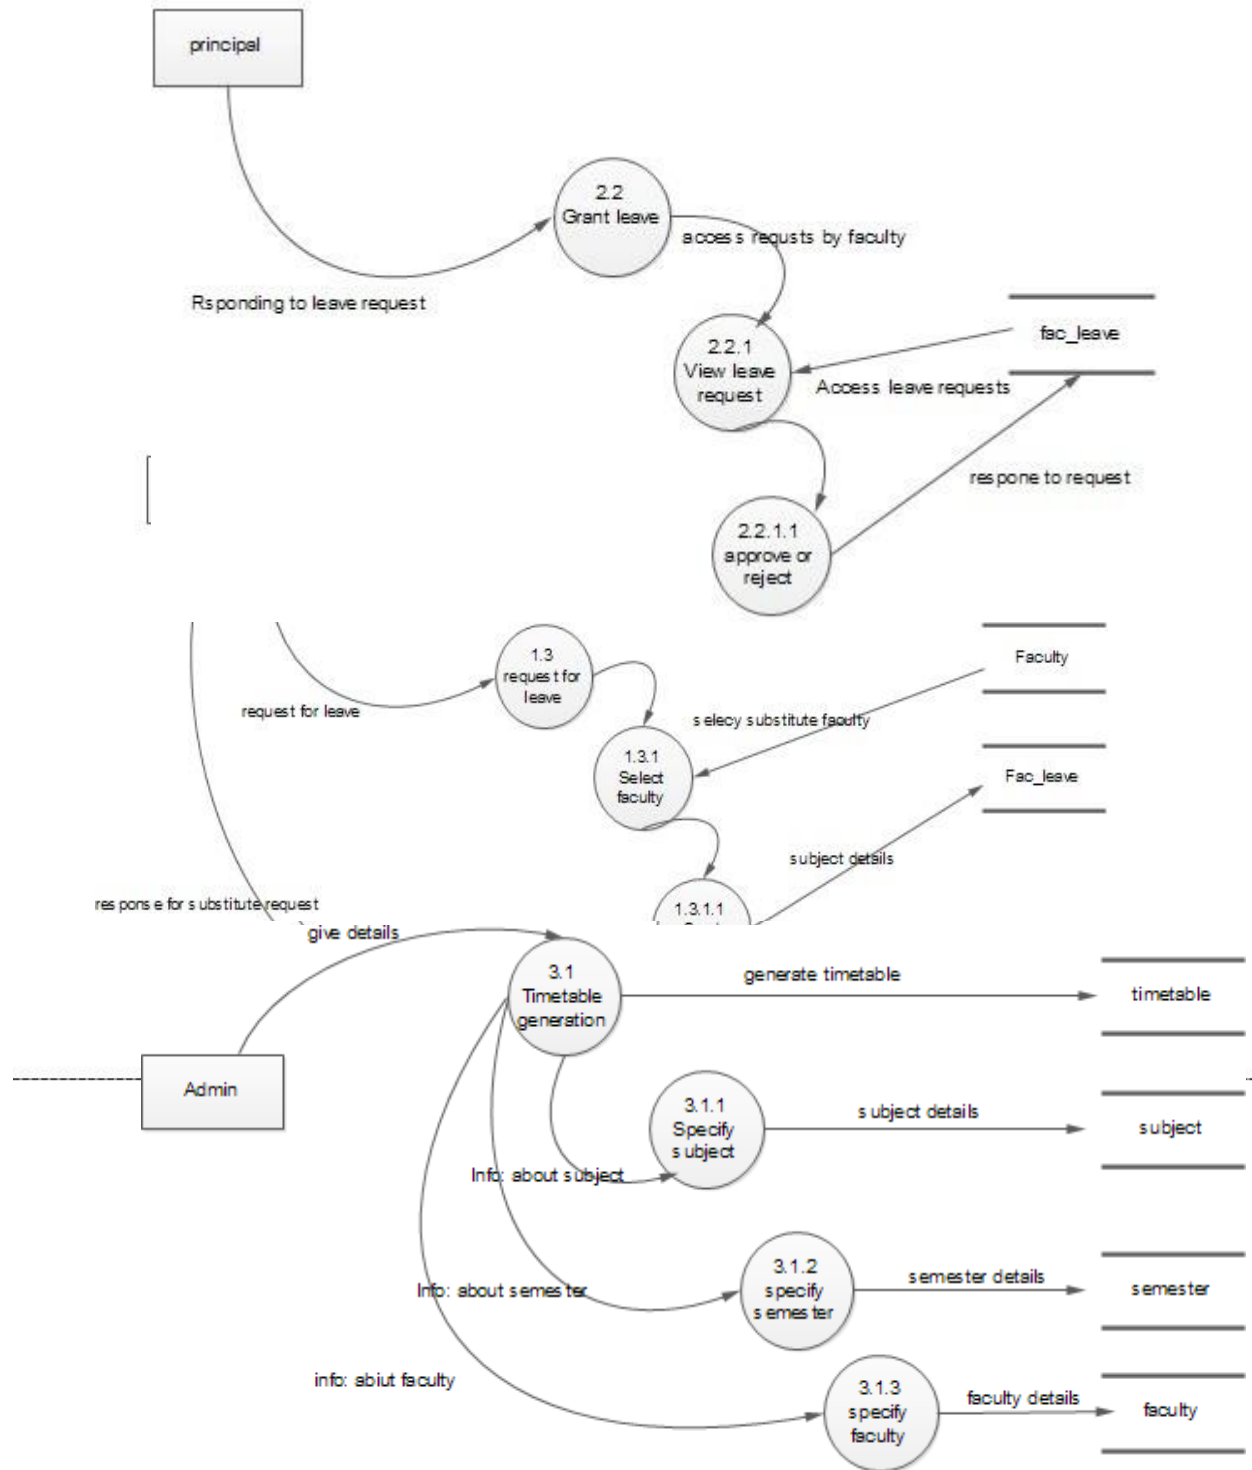 principal
2.2
Grant leave
access requsts by faculty
Rsponding to leave request
fac_leave
2.2.1
View leave
request
Access leave requests
respone to request
2.2.1.1
approve or
reject
1.3
request for
leave
Faculty
request for leave
selecy substitute faculty
1.3.1
Select
faculty
Fac_leave
subject details
1.3.1.1
response for substitute request
give details
3.1
Timetable
generation
generate timetable
timetable
Admin
3.1.1
Specify
subject
subject details
subject
Info: about subject
3.1.2
specify
semester
semester details
semester
Info: about semester
info: abiut faculty
3.1.3
specify
faculty
faculty details
faculty